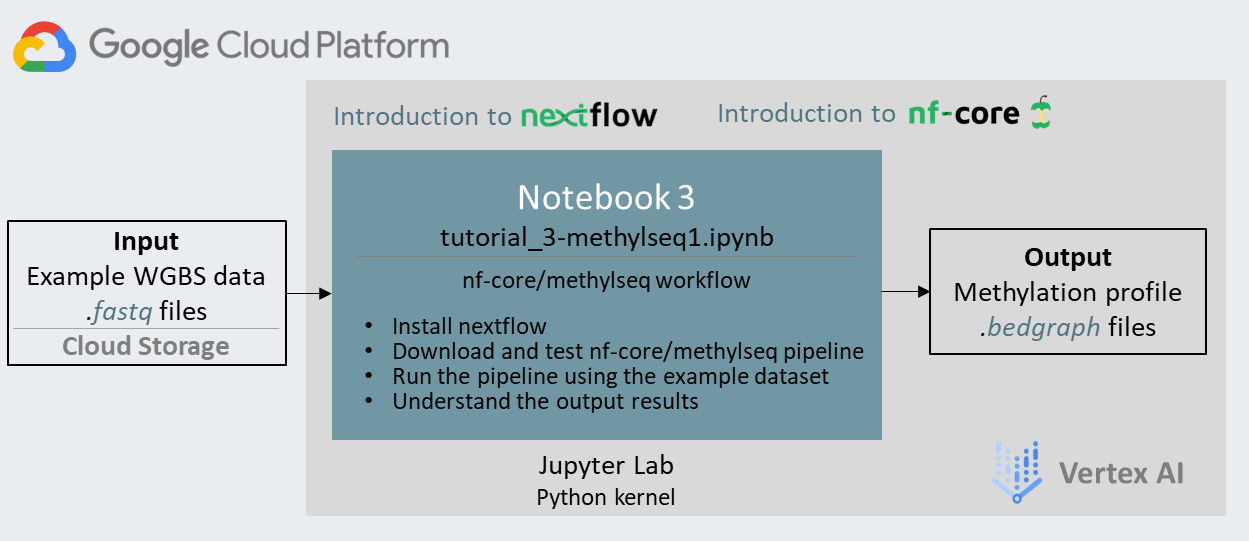 Google Cloud Platform
Introduction to nextflow
Introduction to nf-core
Input
Example WGBS data
.fastq files
Cloud Storage
Notebook 3
tutorial_3-methylseq1.ipynb
nf-core/methylseq workflow
• Install nextflow
• Download and test nf-core/methylseq pipeline
• Run the pipeline using the example dataset
• Understand the output results
Output
Methylation profile
.bedgraph files
Jupyter Lab
Python kernel
Vertex AI